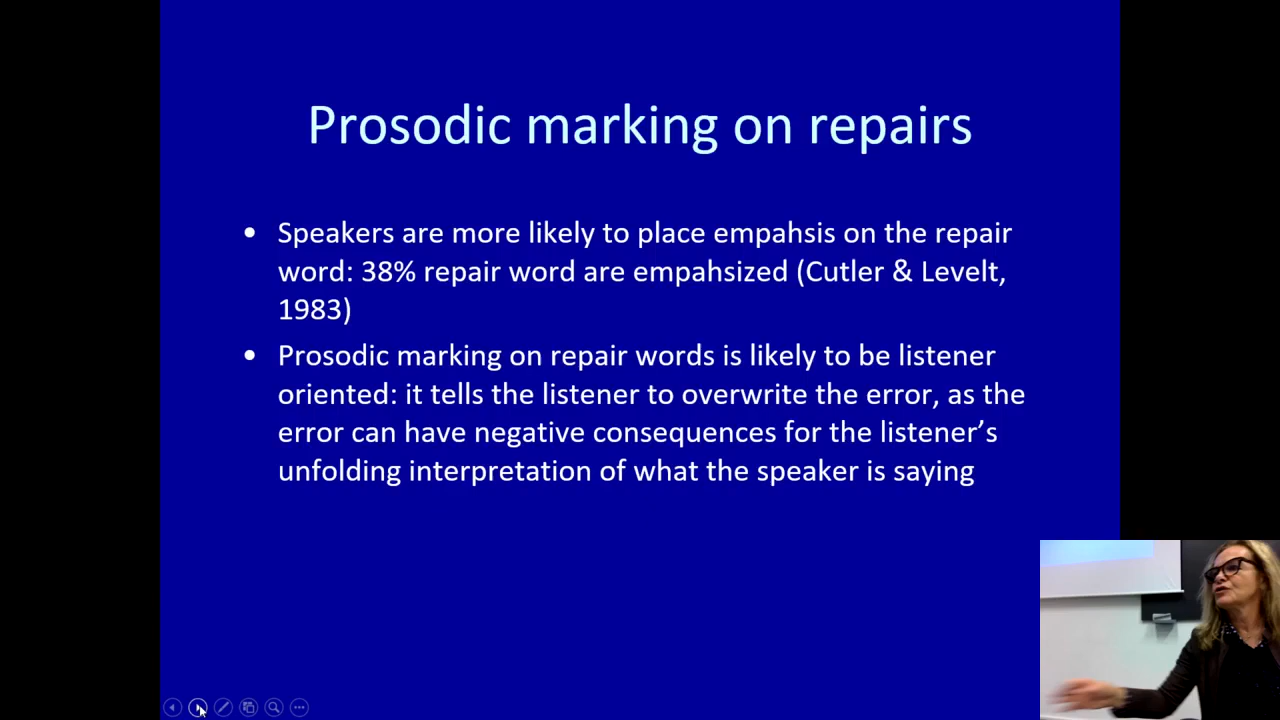 Prosodic marking on repairs
• Speakers are more likely to place empahsis on the repair
word: 38% repair word are empahsized (Cutler & Levelt,
1983)
• Prosodic marking on repair words is likely to be listener
oriented: it tells the listener to overwrite the error, as the
error can have negative consequences for the listener’s
unfolding interpretation of what the speaker is saying